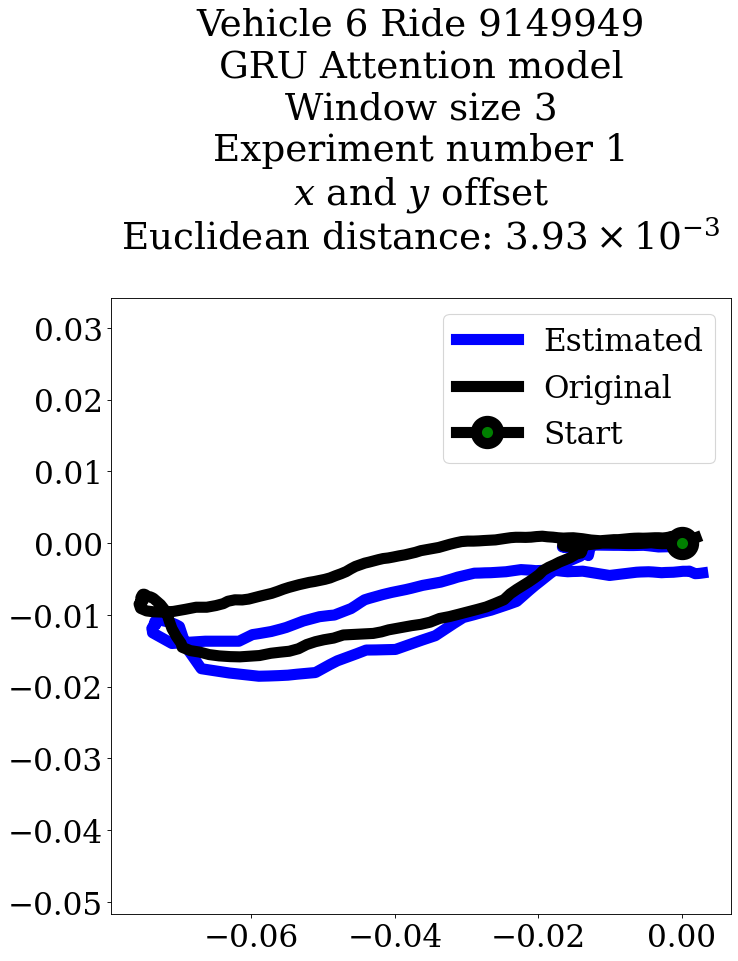 Vehicle 6 Ride 9149949
GRU Attention model
Window size 3
Experiment number 1
x and y offset
Euclidean distance: 3.93 × 10⁻³
Estimated
Original
Start
0.03
0.02
0.01
0.00
−0.01
−0.02
−0.03
−0.04
−0.05
−0.06 −0.04 −0.02 0.00